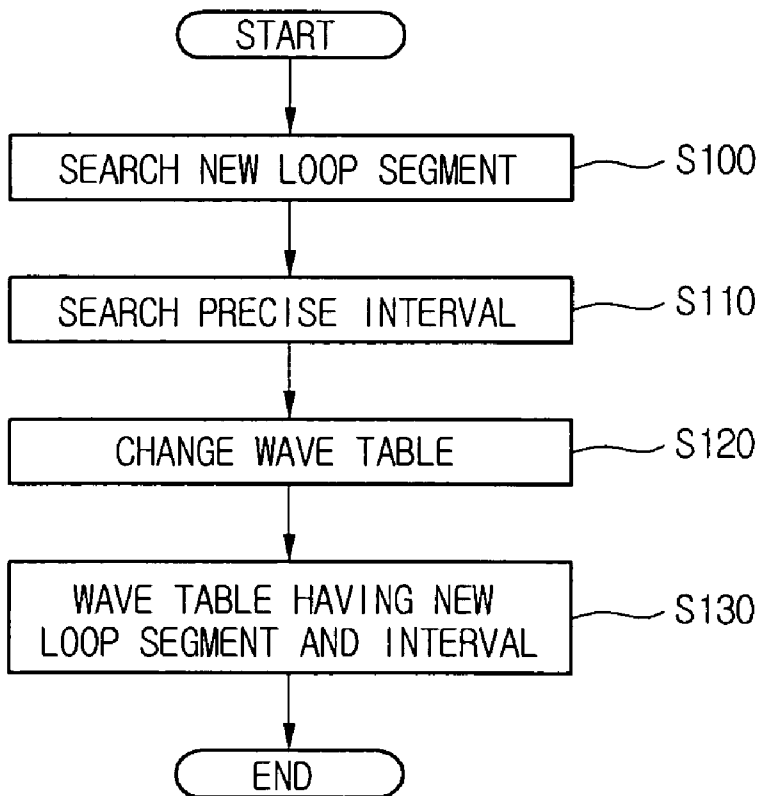 START
SEARCH NEW LOOP SEGMENT
S100
SEARCH PRECISE INTERVAL
S110
CHANGE WAVE TABLE
S120
WAVE TABLE HAVING NEW
LOOP SEGMENT AND INTERVAL
S130
END